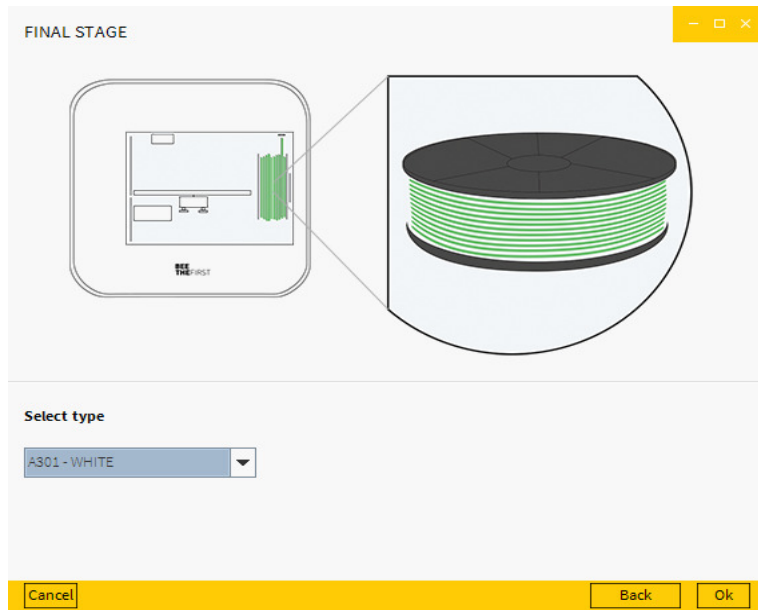 FINAL STAGE
BEE
THEFIRST
Select type
A301 - WHITE
Cancel
Back
Ok